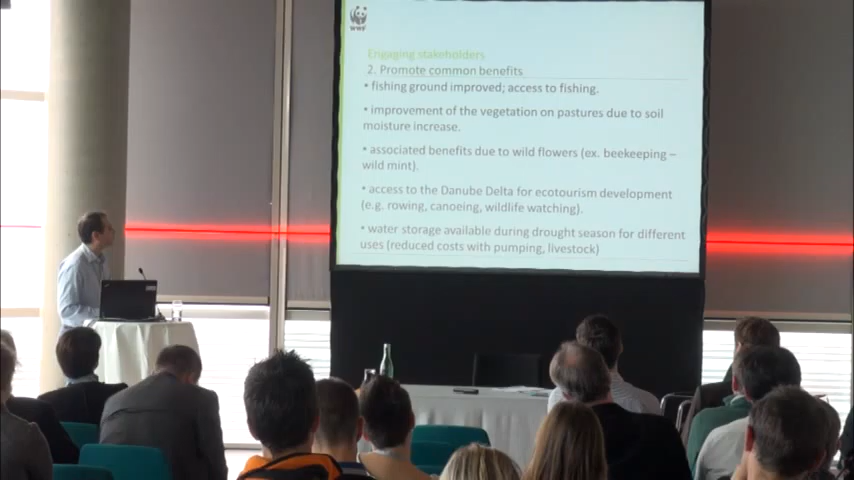 WWF
Engaging stakeholders
2. Promote common benefits
• fishing ground improved; access to fishing.
• improvement of the vegetation on pastures due to soil
moisture increase.
• associated benefits due to wild flowers (ex. beekeeping –
wild mint).
• access to the Danube Delta for ecotourism development
(e.g. rowing, canoeing, wildlife watching).
• water storage available during drought season for different
uses (reduced costs with pumping, livestock)